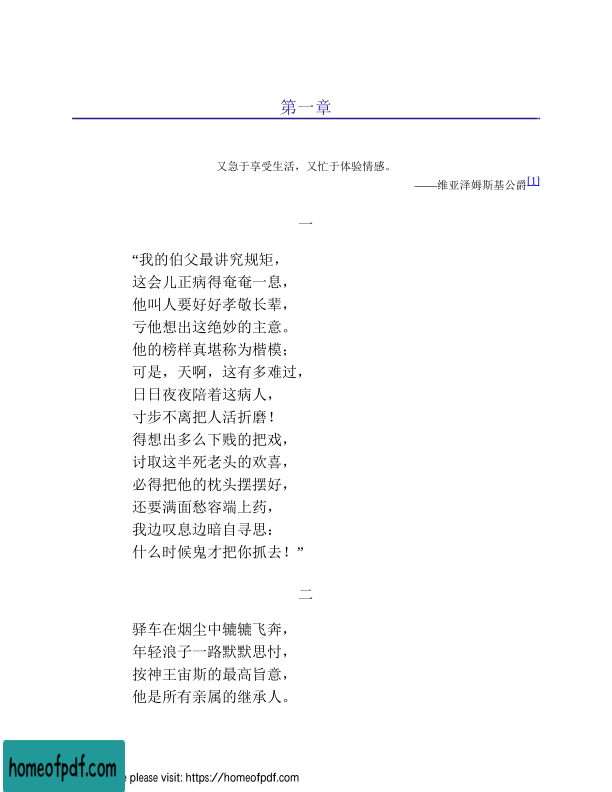 第一章
又急于享受生活，又忙于体验情感。
——维亚泽姆斯基公爵[1]
一
“我的伯父最讲究规矩，
这会儿正病得奄奄一息，
他叫人要好好孝敬长辈，
亏他想出这绝妙的主意。
他的榜样真堪称为楷模；
可是，天啊，这有多难过，
日日夜夜陪着这病人，
寸步不离把人活折磨！
得想出多么下贱的把戏，
讨取这半死老头的欢喜，
必得把他的枕头摆摆好，
还要满面愁容端上药，
我边叹息边暗自寻思：
什么时候鬼才把你抓去！”
二
驿车在烟尘中辘辘飞奔，
年轻浪子一路默默思忖，
按神王宙斯的最高旨意，
他是所有亲属的继承人。
homeofpdf.com
please visit: https://homeofpdf.com